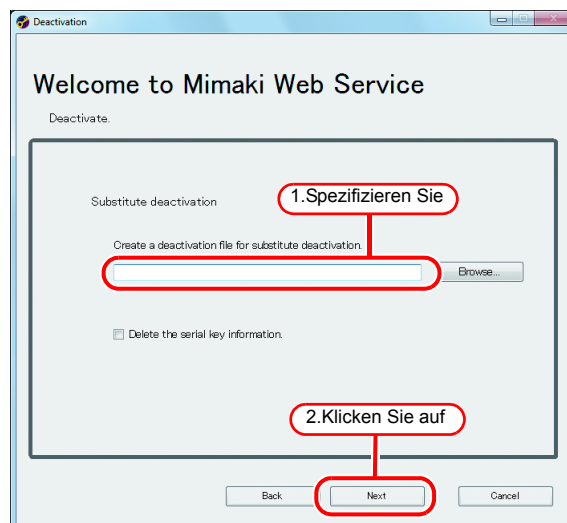 Deactivation
Welcome to Mimaki Web Service
Deactivate.
Substitute deactivation
1.Spezifizieren Sie
Create a deactivation file for substitute deactivation.
Browse...
Delete the serial key information.
2.Klicken Sie auf
Back
Next
Cancel